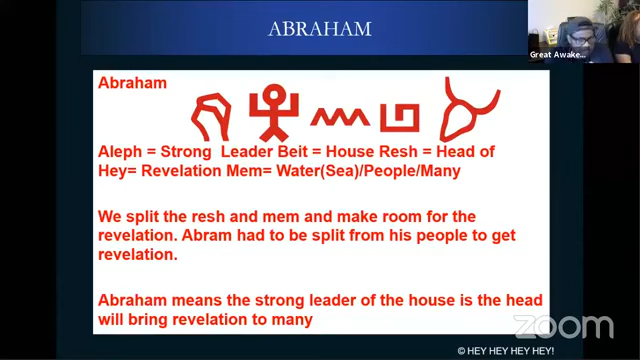 ABRAHAM
Great Awake...
Abraham
Aleph = Strong Leader Beit = House Resh = Head of
Hey= Revelation Mem= Water(Sea)/People/Many
We split the resh and mem and make room for the
revelation. Abram had to be split from his people to get
revelation.
Abraham means the strong leader of the house is the head
will bring revelation to many
zoom
© HEY HEY HEY HEY!